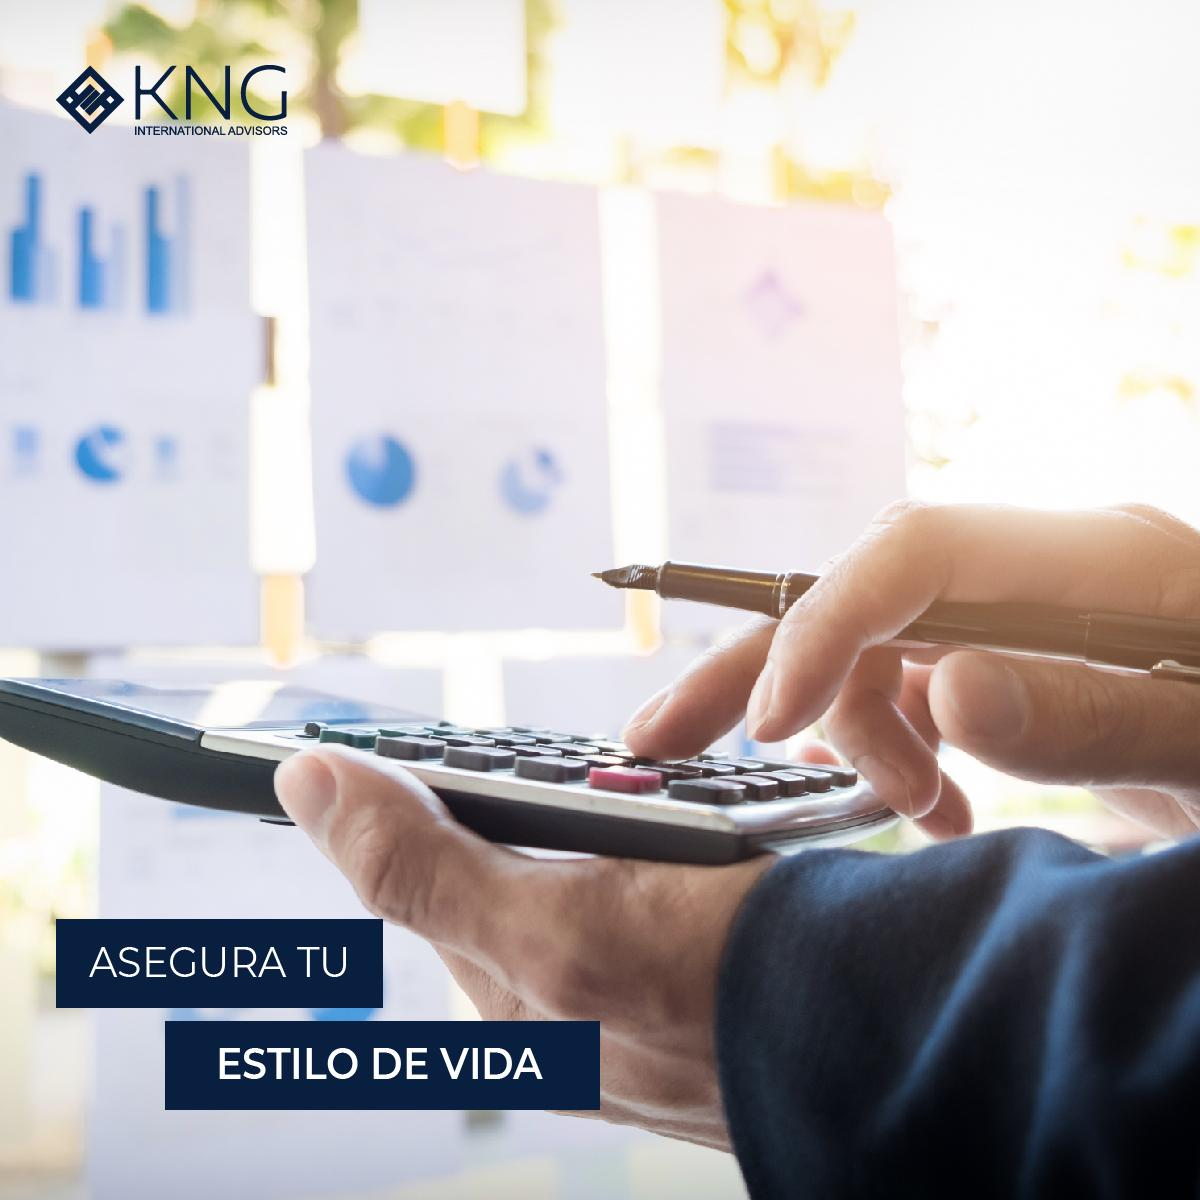 KNG
INTERNATIONAL ADVISORS
ASEGURA TU
ESTILO DE VIDA